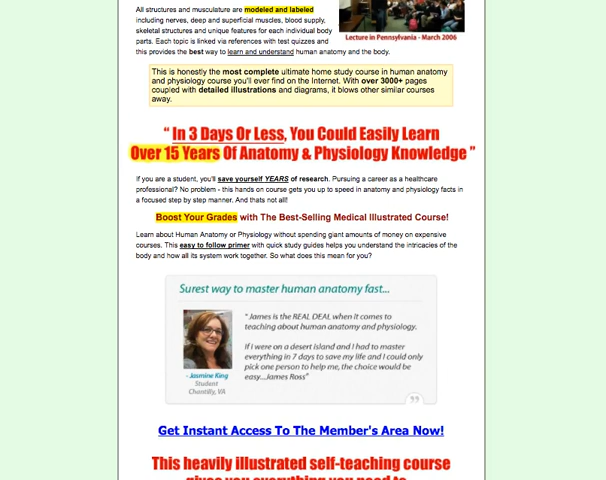 All structures and musculature are modeled and labeled
including nerves, deep and superficial muscles, blood supply,
skeletal structures and unique features for each individual body
parts. Each topic is linked via references with test quizzes and
this provides the best way to learn and understand human anatomy and the body.
Lecture in Pennsylvania - March 2006
This is honestly the most complete ultimate home study course in human anatomy
and physiology course you'll ever find on the Internet. With over 3000+ pages
coupled with detailed illustrations and diagrams, it blows other similar courses
away.
“ In 3 Days Or Less, You Could Easily Learn
Over 15 Years Of Anatomy & Physiology Knowledge ”
If you are a student, you'll save yourself YEARS of research. Pursuing a career as a healthcare
professional? No problem - this hands on course gets you up to speed in anatomy and physiology facts in
a focused step by step manner. And thats not all!
Boost Your Grades with The Best-Selling Medical Illustrated Course!
Learn about Human Anatomy or Physiology without spending giant amounts of money on expensive
courses. This easy to follow primer with quick study guides helps you understand the intricacies of the
body and how all its system work together. So what does this mean for you?
Surest way to master human anatomy fast...
"James is the REAL DEAL when it comes to
teaching about human anatomy and physiology.
If I were on a desert island and I had to master
everything in 7 days to save my life and I could only
pick one person to help me, the choice would be
easy...James Ross"
- Jasmine King
Student
Chantilly, VA
Get Instant Access To The Member's Area Now!
This heavily illustrated self-teaching course
gives you everything you need to